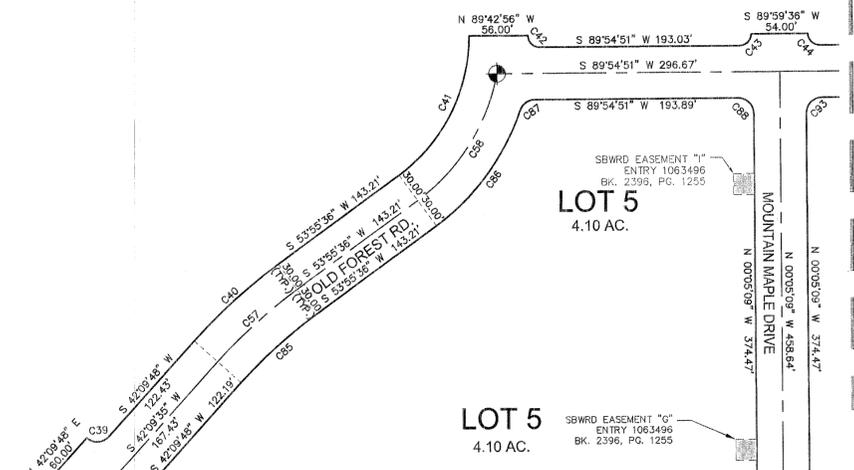 N 89°42'56" W
56.00'
C42
S 89°54'51" W 193.03'
S 89°59'36" W
54.00'
C43
C44
S 89°54'51" W 296.67'
C41
C87
S 89°54'51" W 193.89'
C88
C93
C58
C86
SBWRD EASEMENT "I"
ENTRY 1063496
BK. 2396, PG. 1255
LOT 5
4.10 AC.
S 53°55'36" W 143.21'
30.00'
30.00'
S 53°55'36" W 143.21'
OLD FOREST RD.
S 53°55'36" W 143.21'
30.00'
(TYP.)
30.00'
(TYP.)
C40
C57
C85
MOUNTAIN MAPLE DRIVE
N 00°05'09" W 374.47'
N 00°05'09" W 458.64'
N 00°05'09" W 374.47'
S 42°09'48" W
122.43'
S 42°09'35" W
167.43'
S 42°09'48" W
122.19'
C39
42°09'48" E
60.00'
LOT 5
4.10 AC.
SBWRD EASEMENT "G"
ENTRY 1063496
BK. 2396, PG. 1255